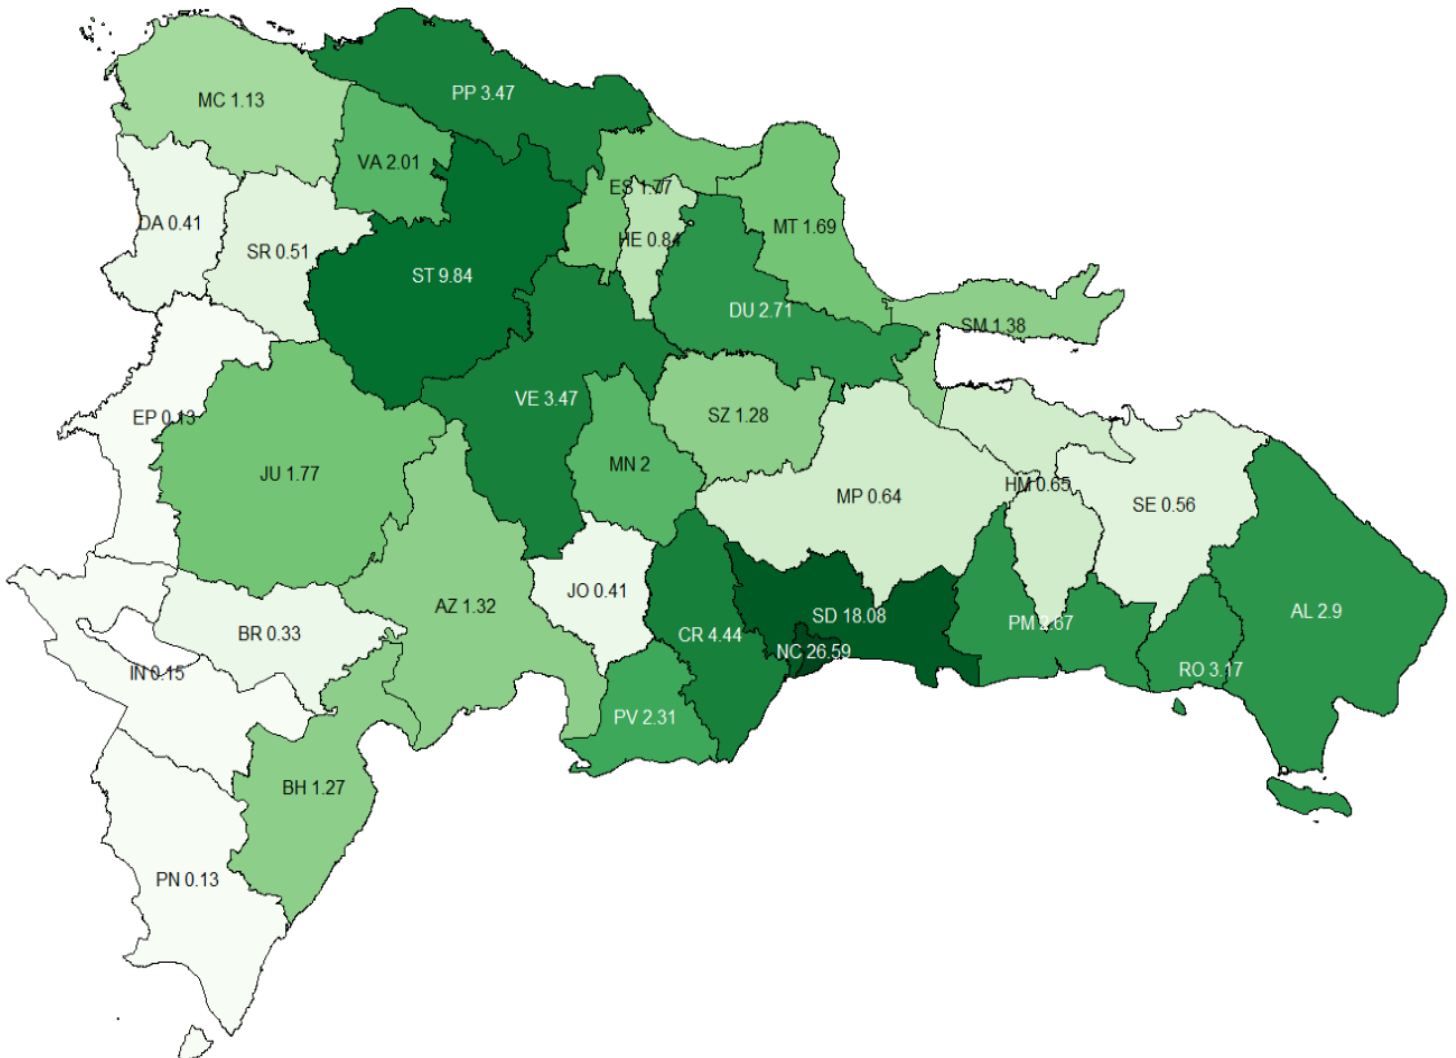 PP 3.47
MC 1.13
VA 2.01
ES 1.77
DA 0.41
MT 1.69
HE 0.84
SR 0.51
ST 9.84
DU 2.71
SM 1.38
VE 3.47
SZ 1.28
EP 0.13
MN 2
JU 1.77
HM 0.65
MP 0.64
SE 0.56
JO 0.41
AZ 1.32
AL 2.9
SD 18.08
PM 2.67
BR 0.33
CR 4.44
NC 26.59
RO 3.17
IN 0.15
PV 2.31
BH 1.27
PN 0.13